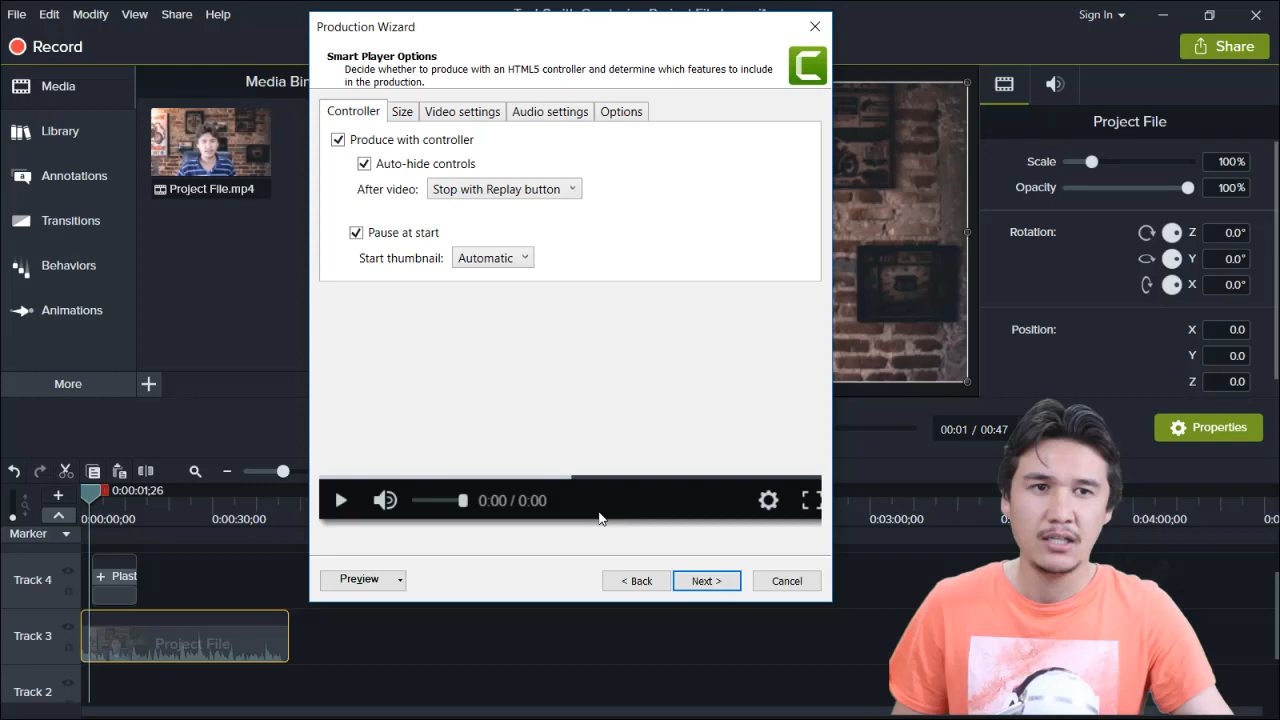 File Edit Modify View Share Help
Sign In
Record
Share
Media
Library
Annotations
Transitions
Behaviors
Animations
More
Media Bin
Project File.mp4
Production Wizard
Smart Player Options
Decide whether to produce with an HTML5 controller and determine which features to include
in the production.
Controller Size Video settings Audio settings Options
Produce with controller
Auto-hide controls
After video: Stop with Replay button
Pause at start
Start thumbnail: Automatic
0:00 / 0:00
Preview < Back Next > Cancel
Project File
Scale 100%
Opacity 100%
Rotation: Z 0.0°
Y 0.0°
X 0.0°
Position: X 0.0
Y 0.0
Z 0.0
00:01 / 00:47
Properties
0:00:01;26
0:00:00;00 0:00:30;00 0:03:00;00 0:04:00;00
Marker
Track 4
+ Plast
Track 3
Project File
Track 2